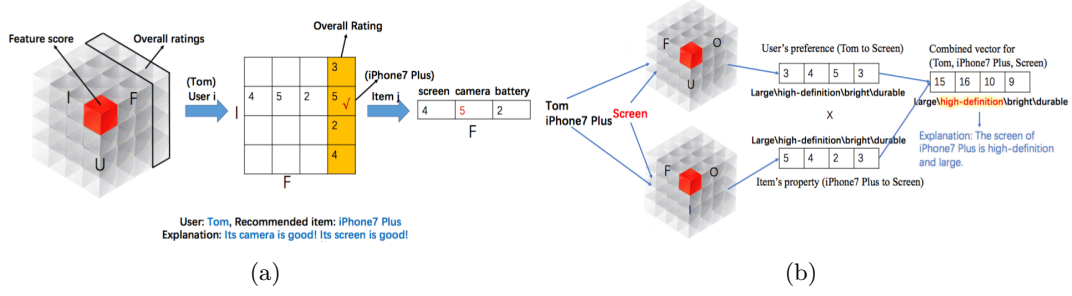 Feature score
Overall ratings
I
F
U
(Tom)
User i
Overall Rating
3
4 5 2 5 √
2
4
I
F
(iPhone7 Plus)
Item j
screen camera battery
4 5 2
F
User: Tom, Recommended item: iPhone7 Plus
Explanation: Its camera is good! Its screen is good!
(a)
F
O
U
Tom
iPhone7 Plus
Screen
F
O
I
User's preference (Tom to Screen)
3 4 5 3
Large\high-definition\bright\durable
X
Large\high-definition\bright\durable
5 4 2 3
Item's property (iPhone7 Plus to Screen)
Combined vector for
(Tom, iPhone7 Plus, Screen)
15 16 10 9
Large\high-definition\bright\durable
Explanation: The screen of
iPhone7 Plus is high-definition
and large.
(b)